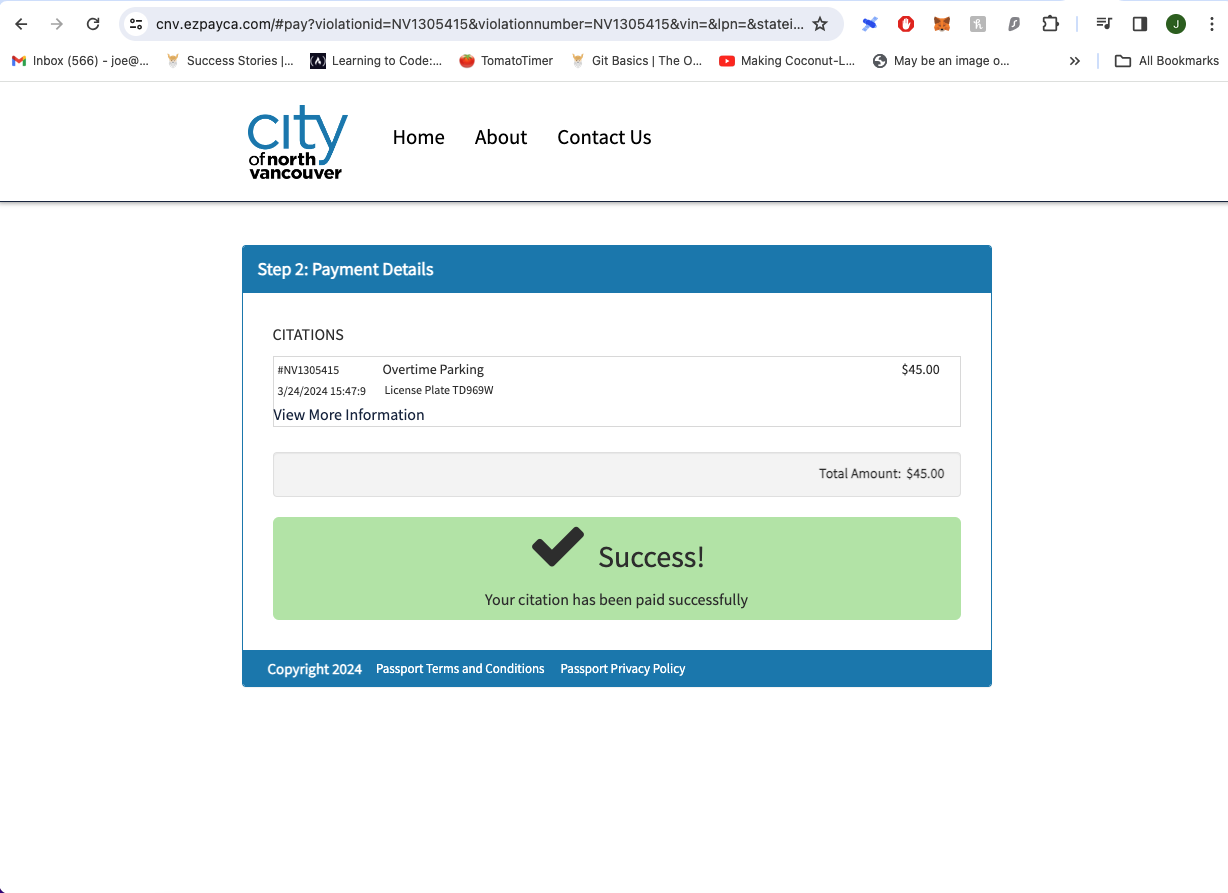 cnv.ezpayca.com/#pay?violationid=NV1305415&violationnumber=NV1305415&vin=&lpn=&statei...
J
Inbox (566) - joe@... Success Stories |... Learning to Code:... TomatoTimer Git Basics | The O... Making Coconut-L... May be an image o... » All Bookmarks
city
of north
vancouver
Home About Contact Us
Step 2: Payment Details
CITATIONS
#NV1305415 Overtime Parking $45.00
3/24/2024 15:47:9 License Plate TD969W
View More Information
Total Amount: $45.00
Success!
Your citation has been paid successfully
Copyright 2024 Passport Terms and Conditions Passport Privacy Policy